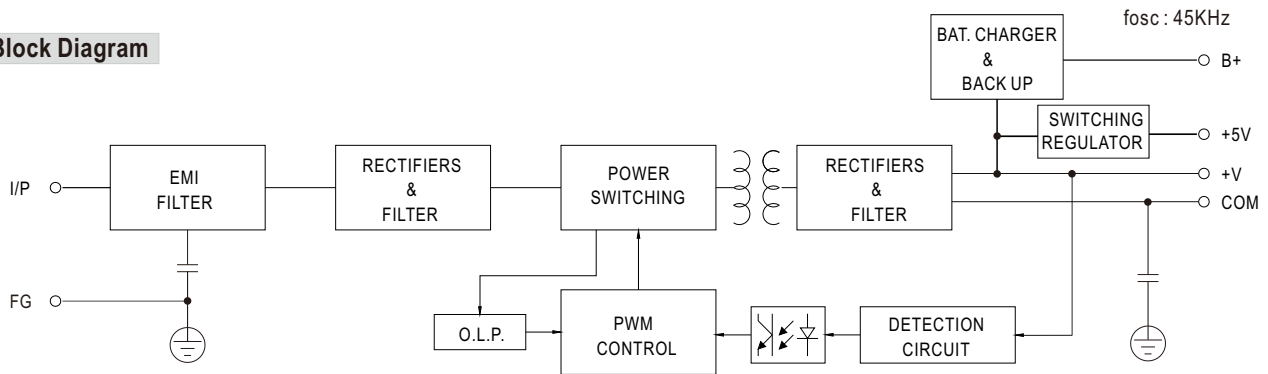 Block Diagram
fosc : 45KHz
BAT. CHARGER
&
BACK UP
B+
SWITCHING
REGULATOR
+5V
I/P
EMI
FILTER
RECTIFIERS
&
FILTER
POWER
SWITCHING
RECTIFIERS
&
FILTER
+V
COM
FG
O.L.P.
PWM
CONTROL
DETECTION
CIRCUIT